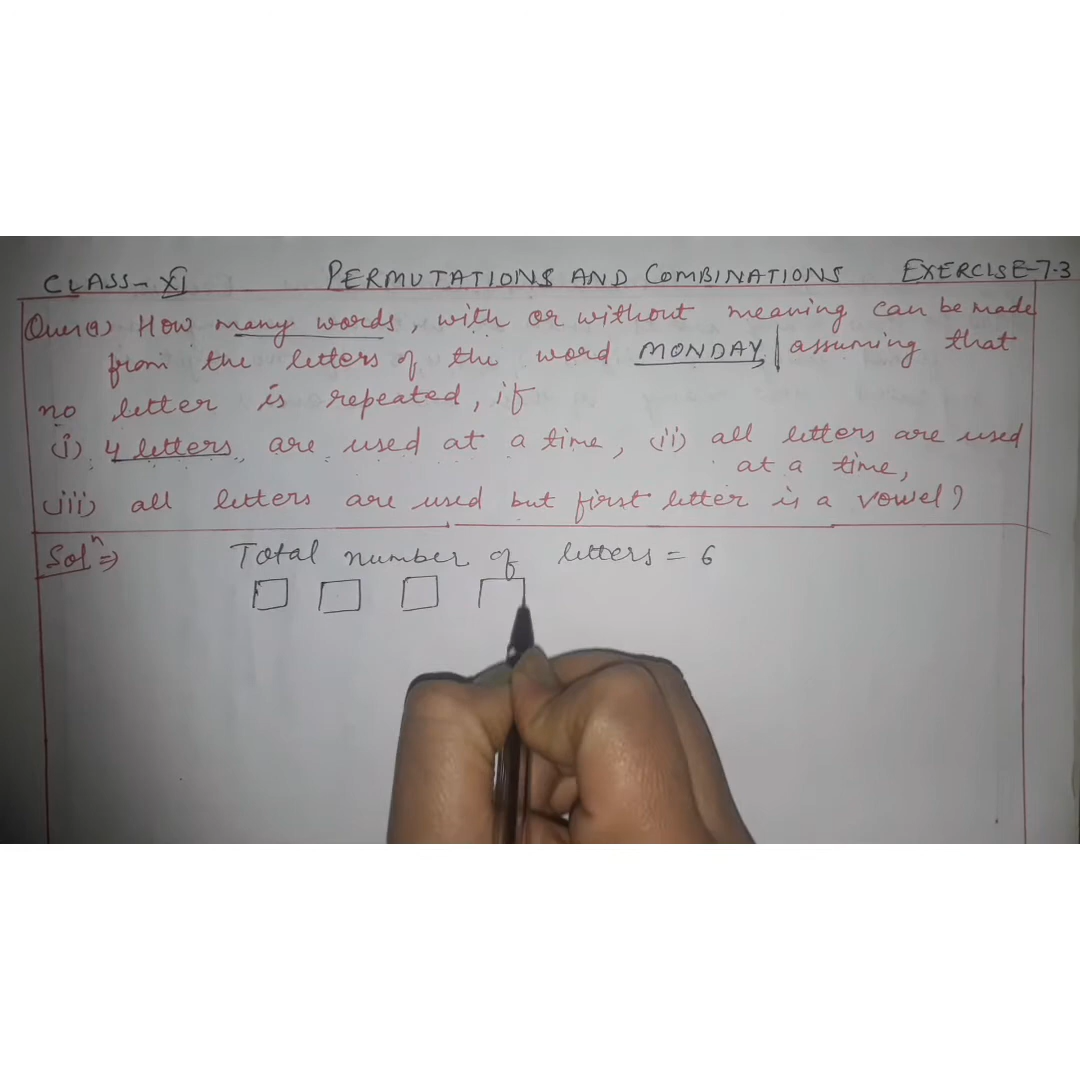 CLASS-XI PERMUTATIONS AND COMBINATIONS EXERCISE-7.3
Ques(9) How many words, with or without meaning can be made
from the letters of the word MONDAY, assuming that
no letter is repeated, if
(i) 4 letters are used at a time, (ii) all letters are used
at a time,
(iii) all letters are used but first letter is a vowel?
Solⁿ⇒ Total number of letters = 6